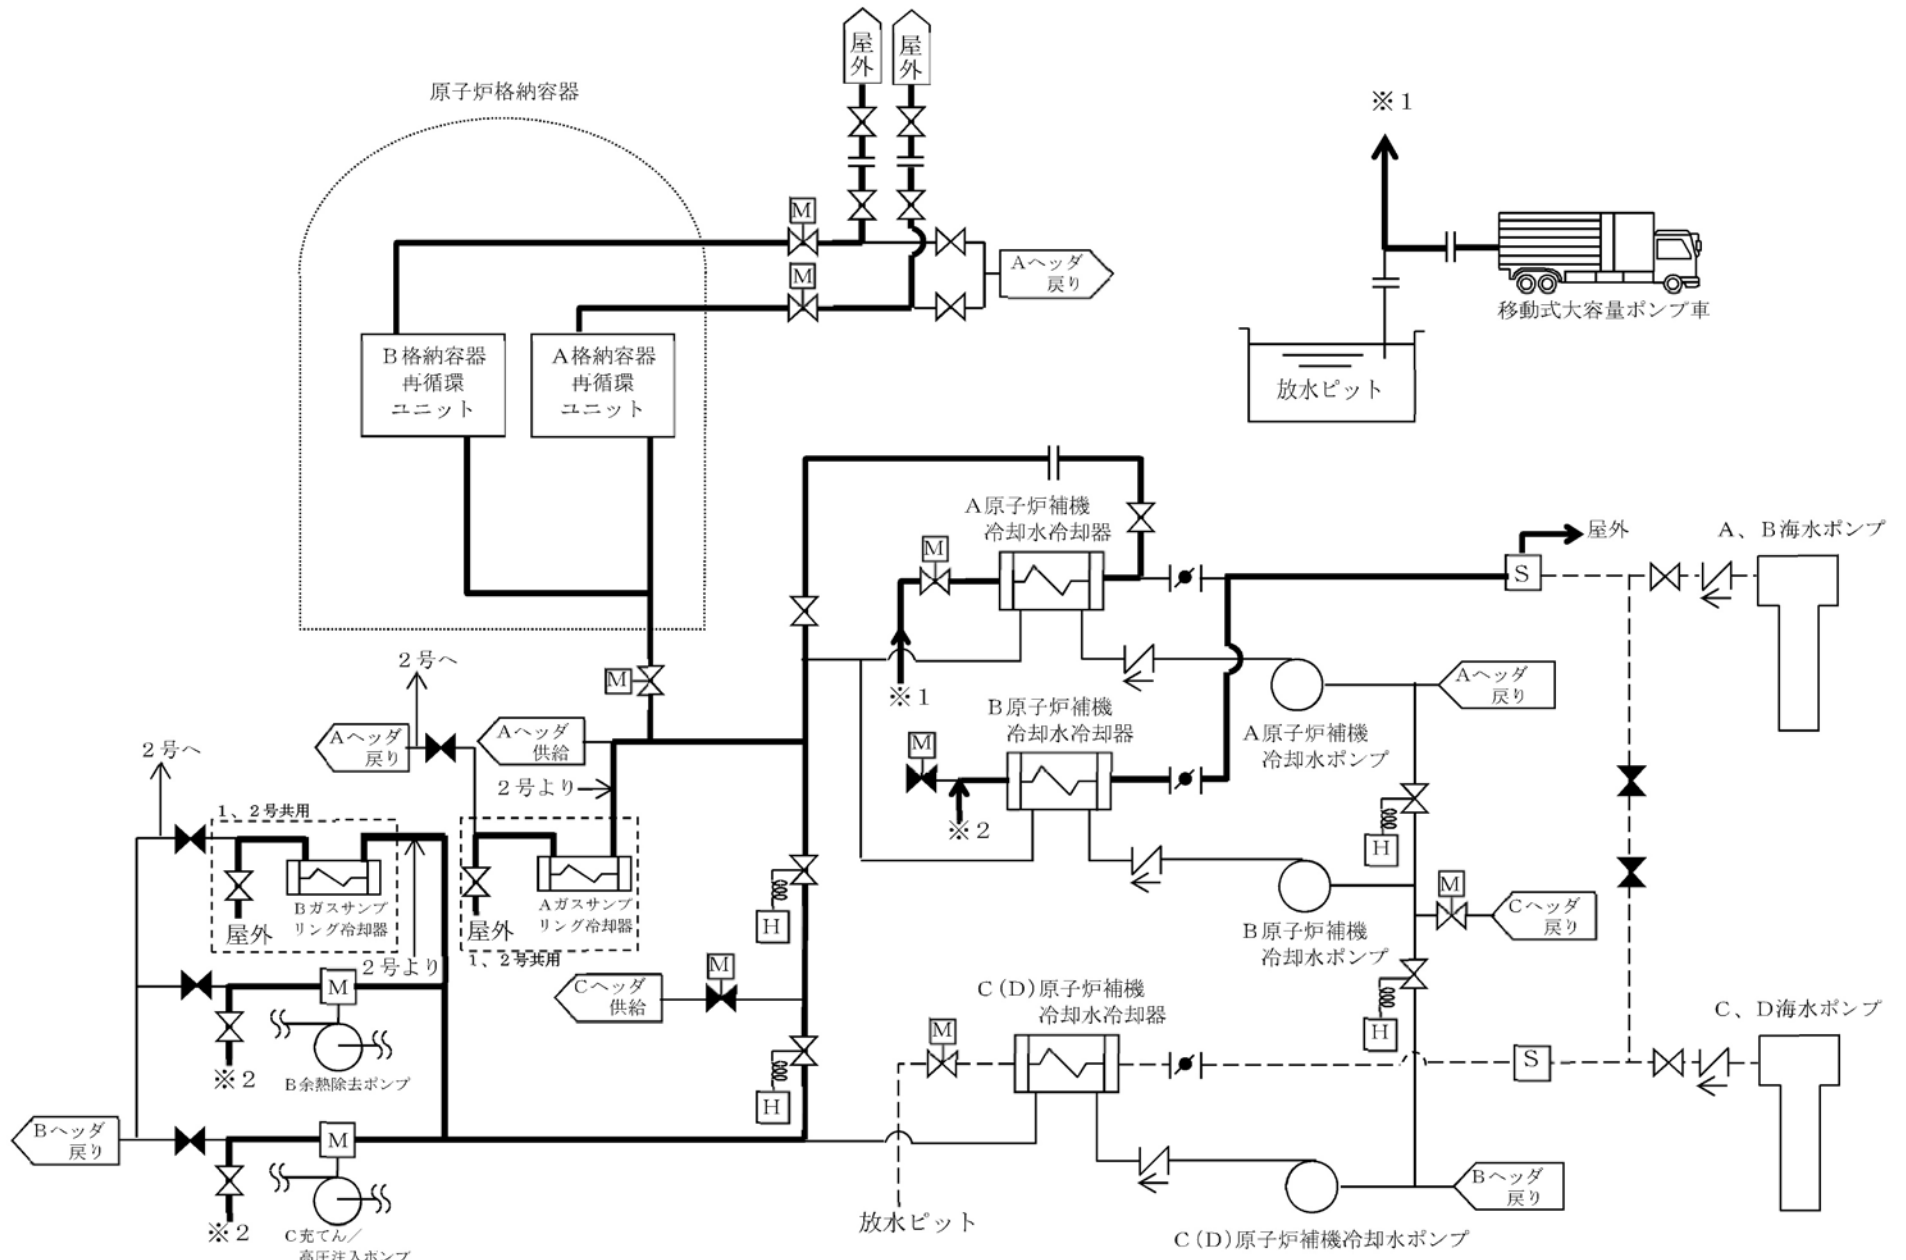 屋
外
屋
外
原子炉格納容器
※1
M
M
Aヘッダ
戻り
移動式大容量ポンプ車
放水ピット
B格納容器
再循環
ユニット
A格納容器
再循環
ユニット
A原子炉補機
冷却水冷却器
M
屋外
S
A、B海水ポンプ
2号へ
M
※1
Aヘッダ
戻り
B原子炉補機
冷却水冷却器
A原子炉補機
冷却水ポンプ
2号へ
Aヘッダ
戻り
Aヘッダ
供給
M
2号より
1、2号共用
※2
H
Bガスサンプ
リング冷却器
屋外
Aガスサンプ
リング冷却器
屋外
1、2号共用
H
M
Cヘッダ
戻り
B原子炉補機
冷却水ポンプ
2号より
M
M
Cヘッダ
供給
C(D)原子炉補機
冷却水冷却器
C、D海水ポンプ
M
H
S
※2
B余熱除去ポンプ
H
Bヘッダ
戻り
M
Bヘッダ
戻り
※2
C充てん/
高圧注入ポンプ
放水ピット
C(D)原子炉補機冷却水ポンプ